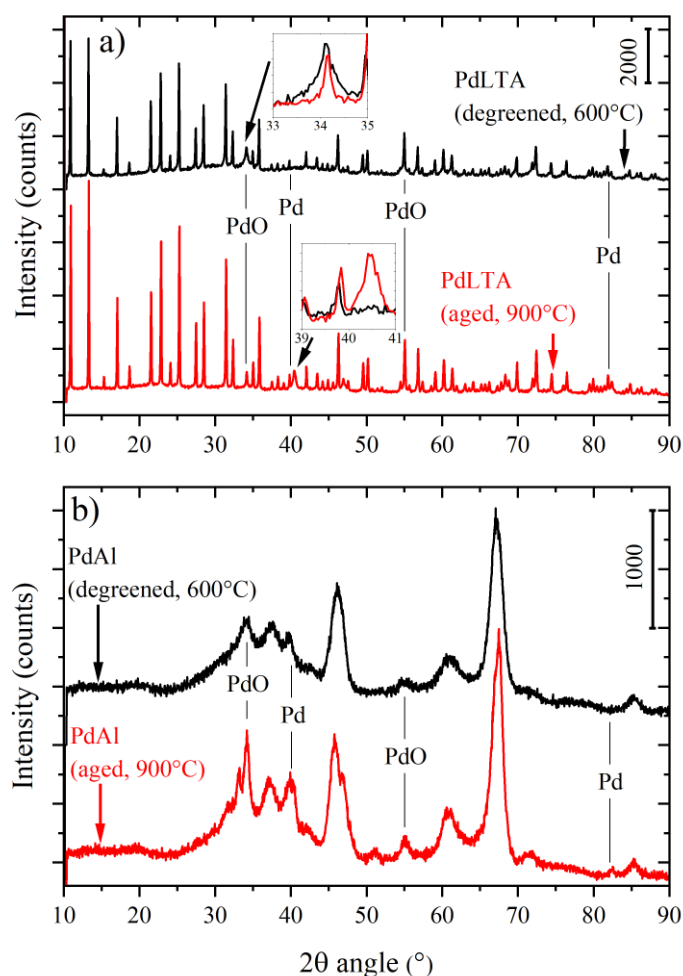 a)
2000
33 34 35
PdLTA
(degreened, 600°C)
PdO
Pd
PdO
Pd
39 40 41
PdLTA
(aged, 900°C)
Intensity (counts)
10 20 30 40 50 60 70 80 90
b)
1000
PdAl
(degreened, 600°C)
PdO
Pd
PdO
Pd
PdAl
(aged, 900°C)
Intensity (counts)
10 20 30 40 50 60 70 80 90
2θ angle (°)